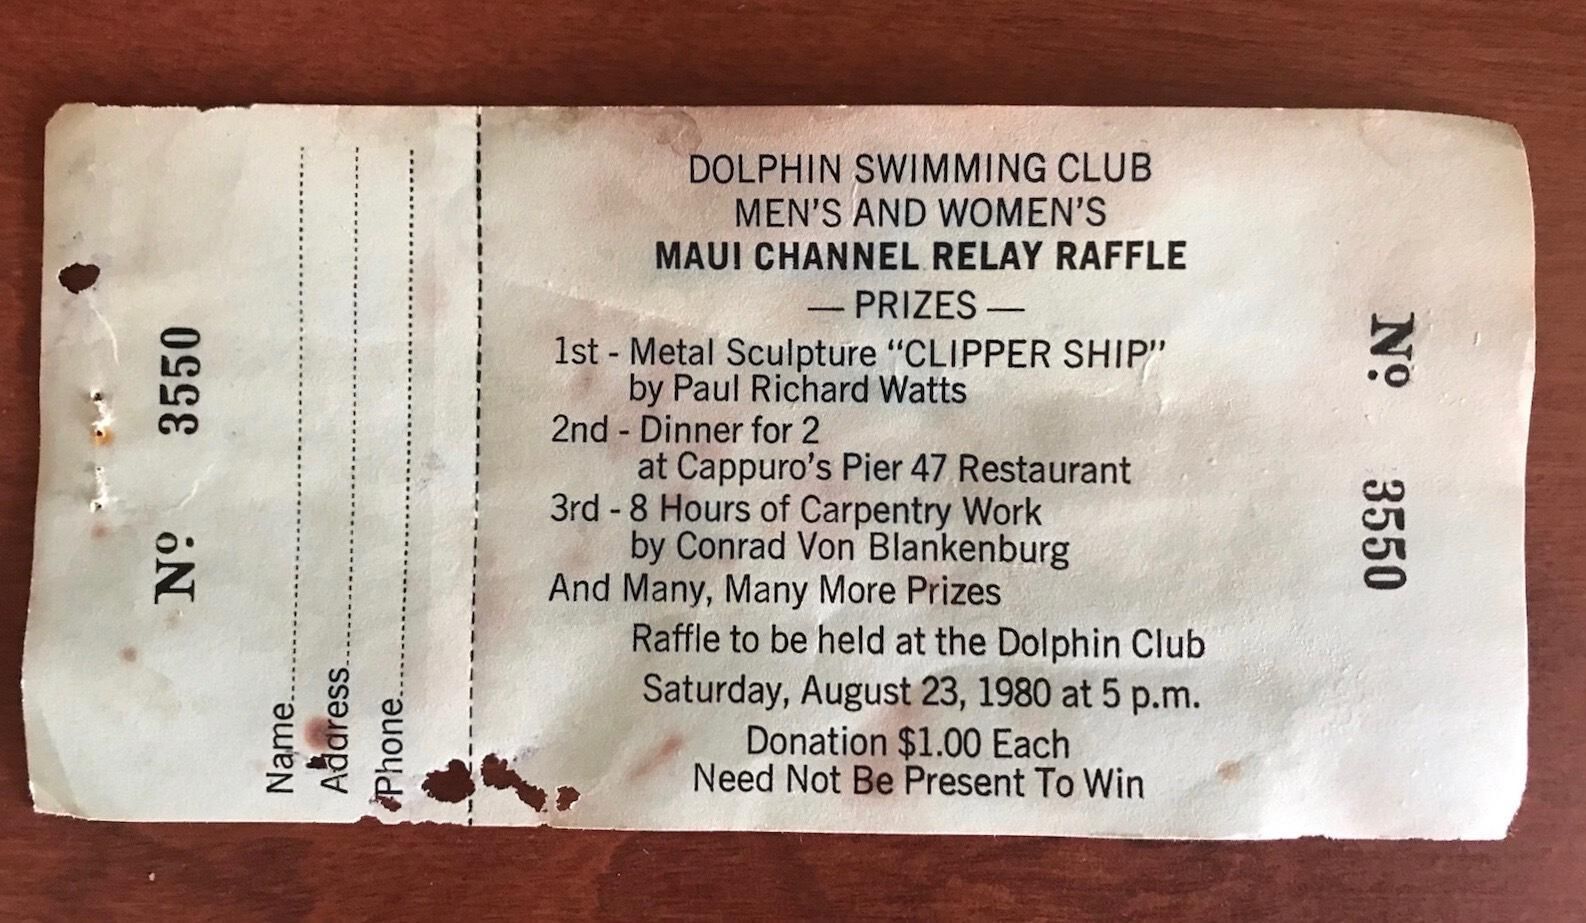 Nọ 3550
Name
Address
Phone
DOLPHIN SWIMMING CLUB
MEN'S AND WOMEN'S
MAUI CHANNEL RELAY RAFFLE
— PRIZES —
1st - Metal Sculpture “CLIPPER SHIP”
by Paul Richard Watts
2nd - Dinner for 2
at Cappuro's Pier 47 Restaurant
3rd - 8 Hours of Carpentry Work
by Conrad Von Blankenburg
And Many, Many More Prizes
Raffle to be held at the Dolphin Club
Saturday, August 23, 1980 at 5 p.m.
Donation $1.00 Each
Need Not Be Present To Win
Nọ 3550